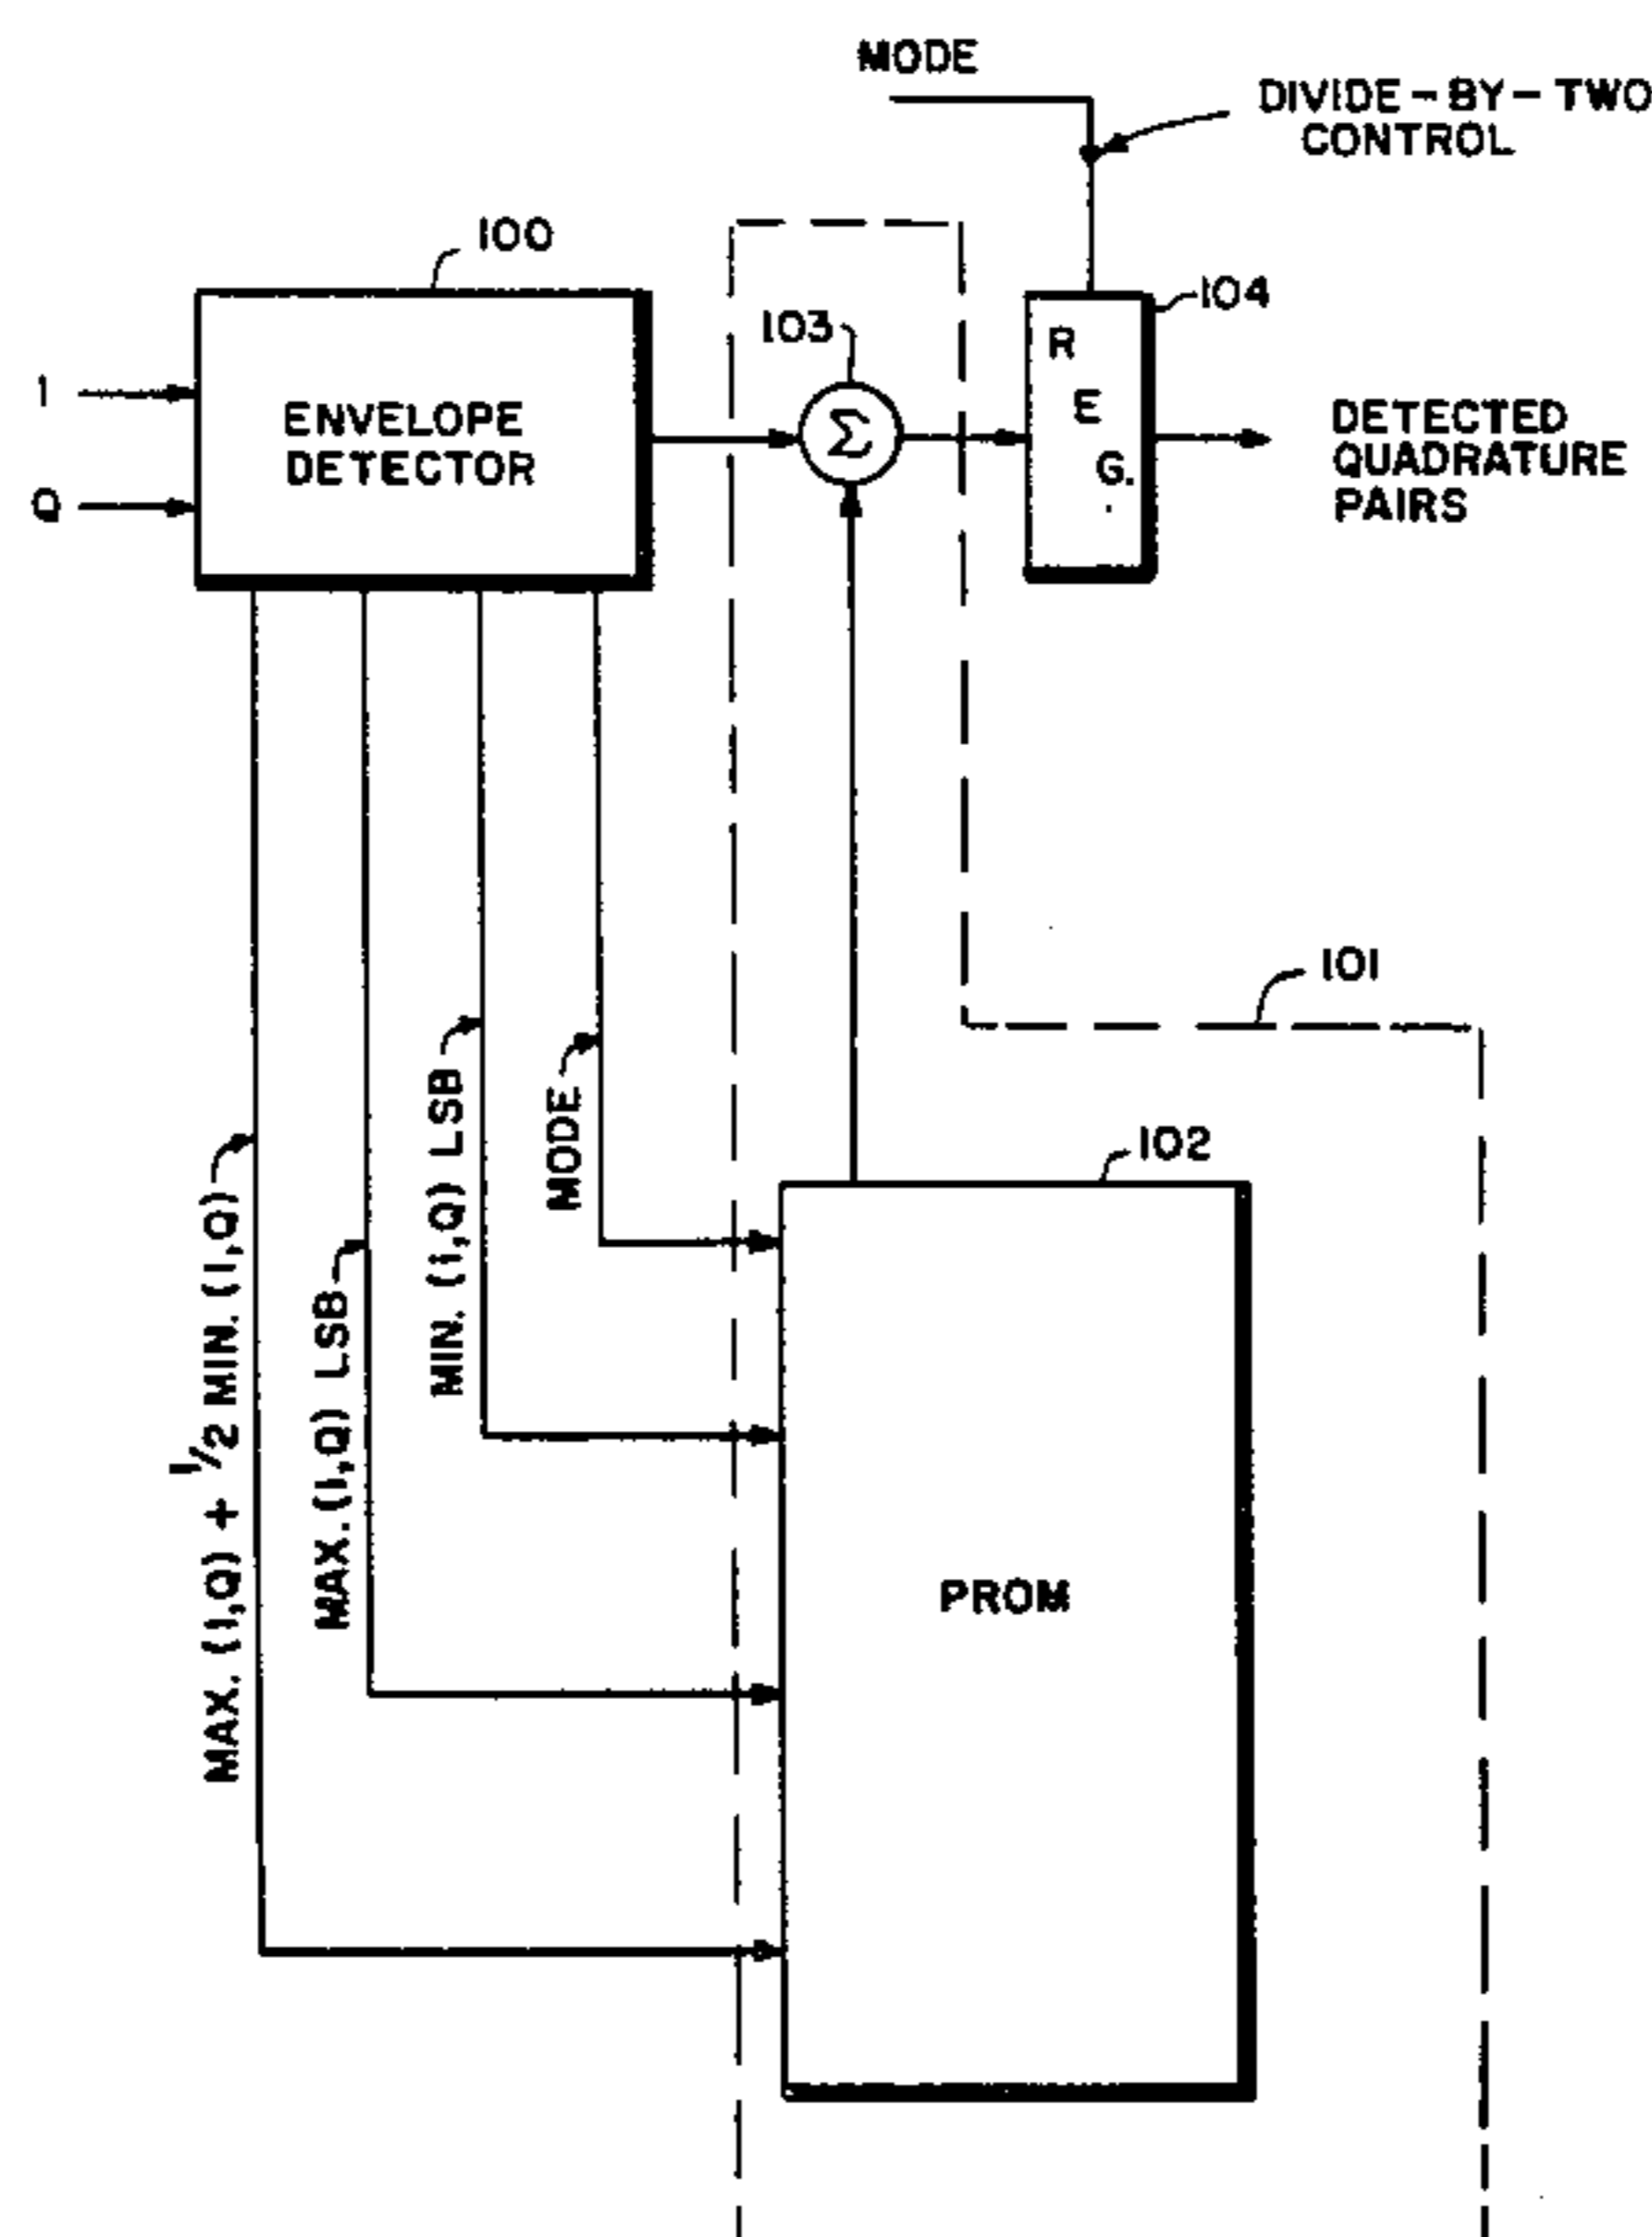 MODE
DIVIDE-BY-TWO
CONTROL
100
103
104
I
Q
ENVELOPE
DETECTOR
Σ
R
E
G.
DETECTED
QUADRATURE
PAIRS
101
102
MAX. (I,Q) + 1/2 MIN. (I,Q)
MAX. (I,Q) LSB
MIN. (I,Q) LSB
MODE
PROM